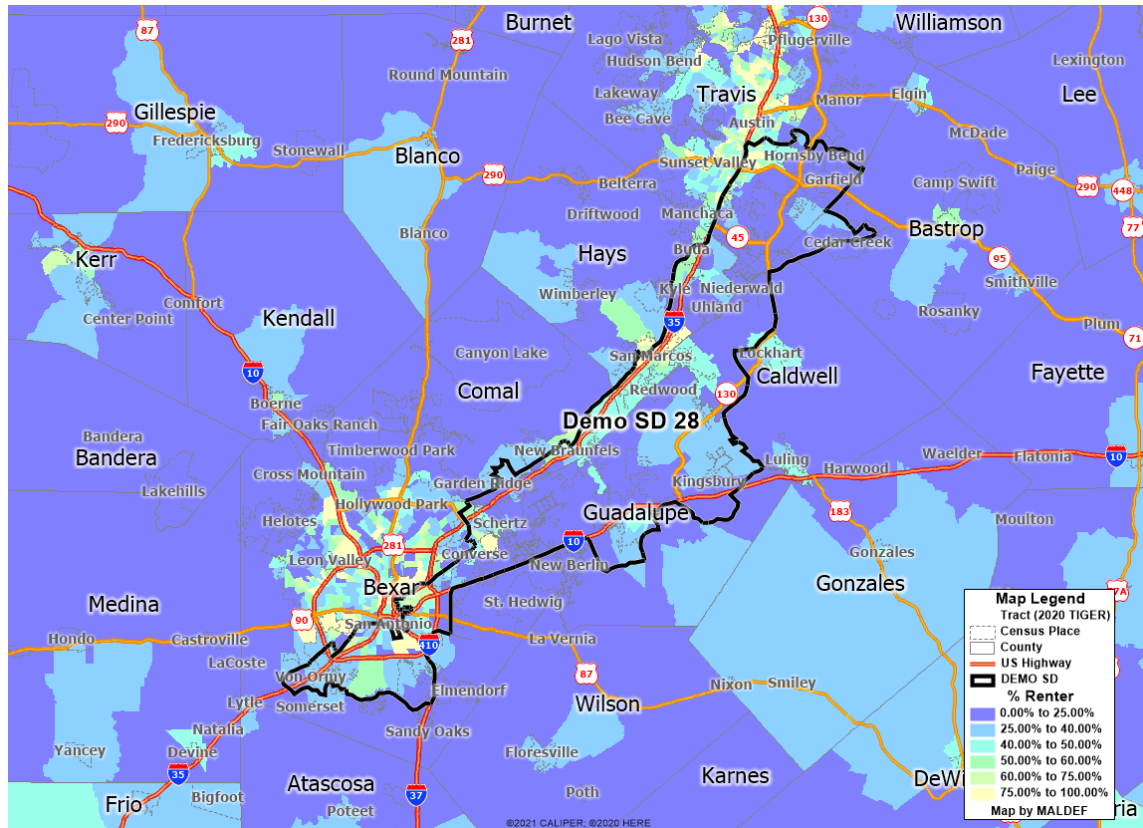 Burnet
Williamson
87
281
130
Lago Vista
Pflugerville
Hudson Bend
Lexington
Round Mountain
Lakeway
Travis
Manor
Elgin
Lee
Gillespie
Bee Cave
Austin
290
Fredericksburg
Stonewall
McDade
Blanco
Sunset Valley
Hornsby Bend
Paige
290
Belterra
Garfield
Camp Swift
290
448
Driftwood
Manchaca
77
Blanco
45
Bastrop
Kerr
Hays
Buda
Cedar Creek
95
Comfort
Wimberley
Kyle
Niederwald
Smithville
Center Point
Uhland
Rosanky
Kendall
35
Plum
71
Canyon Lake
San Marcos
Lockhart
10
Comal
Redwood
Caldwell
Fayette
Boerne
130
Fair Oaks Ranch
Demo SD 28
Bandera
Bandera
Timberwood Park
New Braunfels
Luling
Waelder
Flatonia
10
Cross Mountain
Garden Ridge
Kingsbury
Harwood
Lakehills
Hollywood Park
Guadalupe
183
Helotes
Schertz
Moulton
281
10
Leon Valley
Converse
New Berlin
Gonzales
Bexar
Gonzales
Medina
St. Hedwig
90
San Antonio
Hondo
Castroville
410
La Vernia
LaCoste
Von Ormy
87
Elmendorf
Nixon
Smiley
Lytle
Somerset
Wilson
Natalia
Sandy Oaks
Yancey
Devine
Floresville
35
Karnes
DeWi
Atascosa
Frio
Bigfoot
37
Poth
Poteet
ria
7A
Map Legend
Tract (2020 TIGER)
Census Place
County
US Highway
DEMO SD
% Renter
0.00% to 25.00%
25.00% to 40.00%
40.00% to 50.00%
50.00% to 60.00%
60.00% to 75.00%
75.00% to 100.00%
Map by MALDEF
©2021 CALIPER; ©2020 HERE